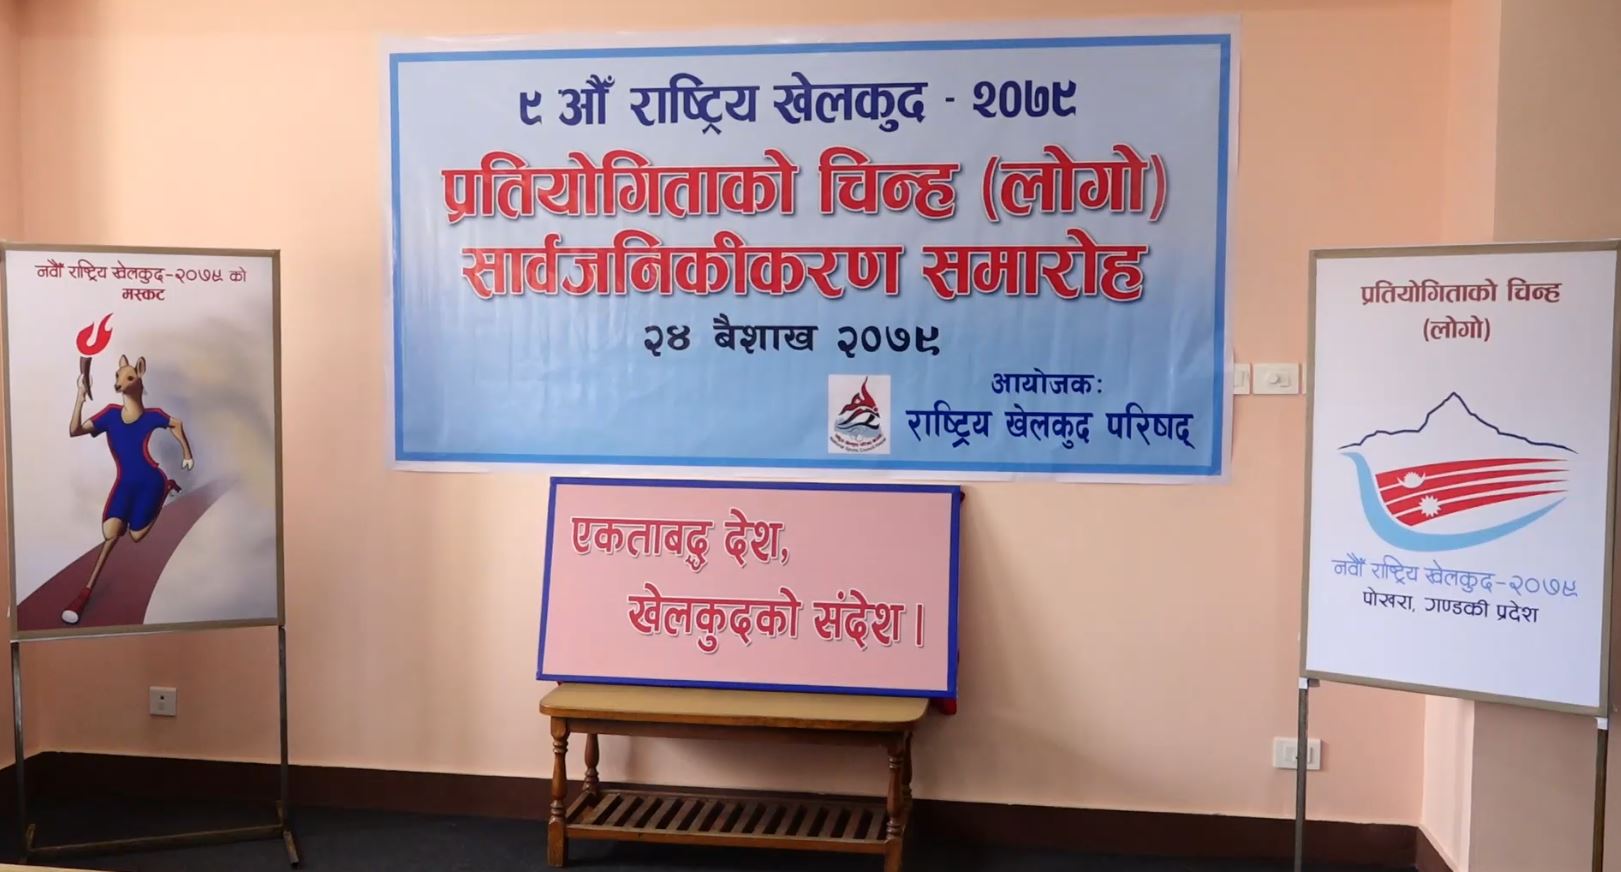 ९ औँ राष्ट्रिय खेलकुद - २०७९
प्रतियोगिताको चिन्ह (लोगो)
सार्वजनिकीकरण समारोह
२४ बैशाख २०७९
आयोजकः
राष्ट्रिय खेलकुद परिषद्
नवौँ राष्ट्रिय खेलकुद-२०७९ को
मस्कट
एकताबद्ध देश,
खेलकुदको संदेश ।
प्रतियोगिताको चिन्ह
(लोगो)
नवौँ राष्ट्रिय खेलकुद-२०७९
पोखरा, गण्डकी प्रदेश